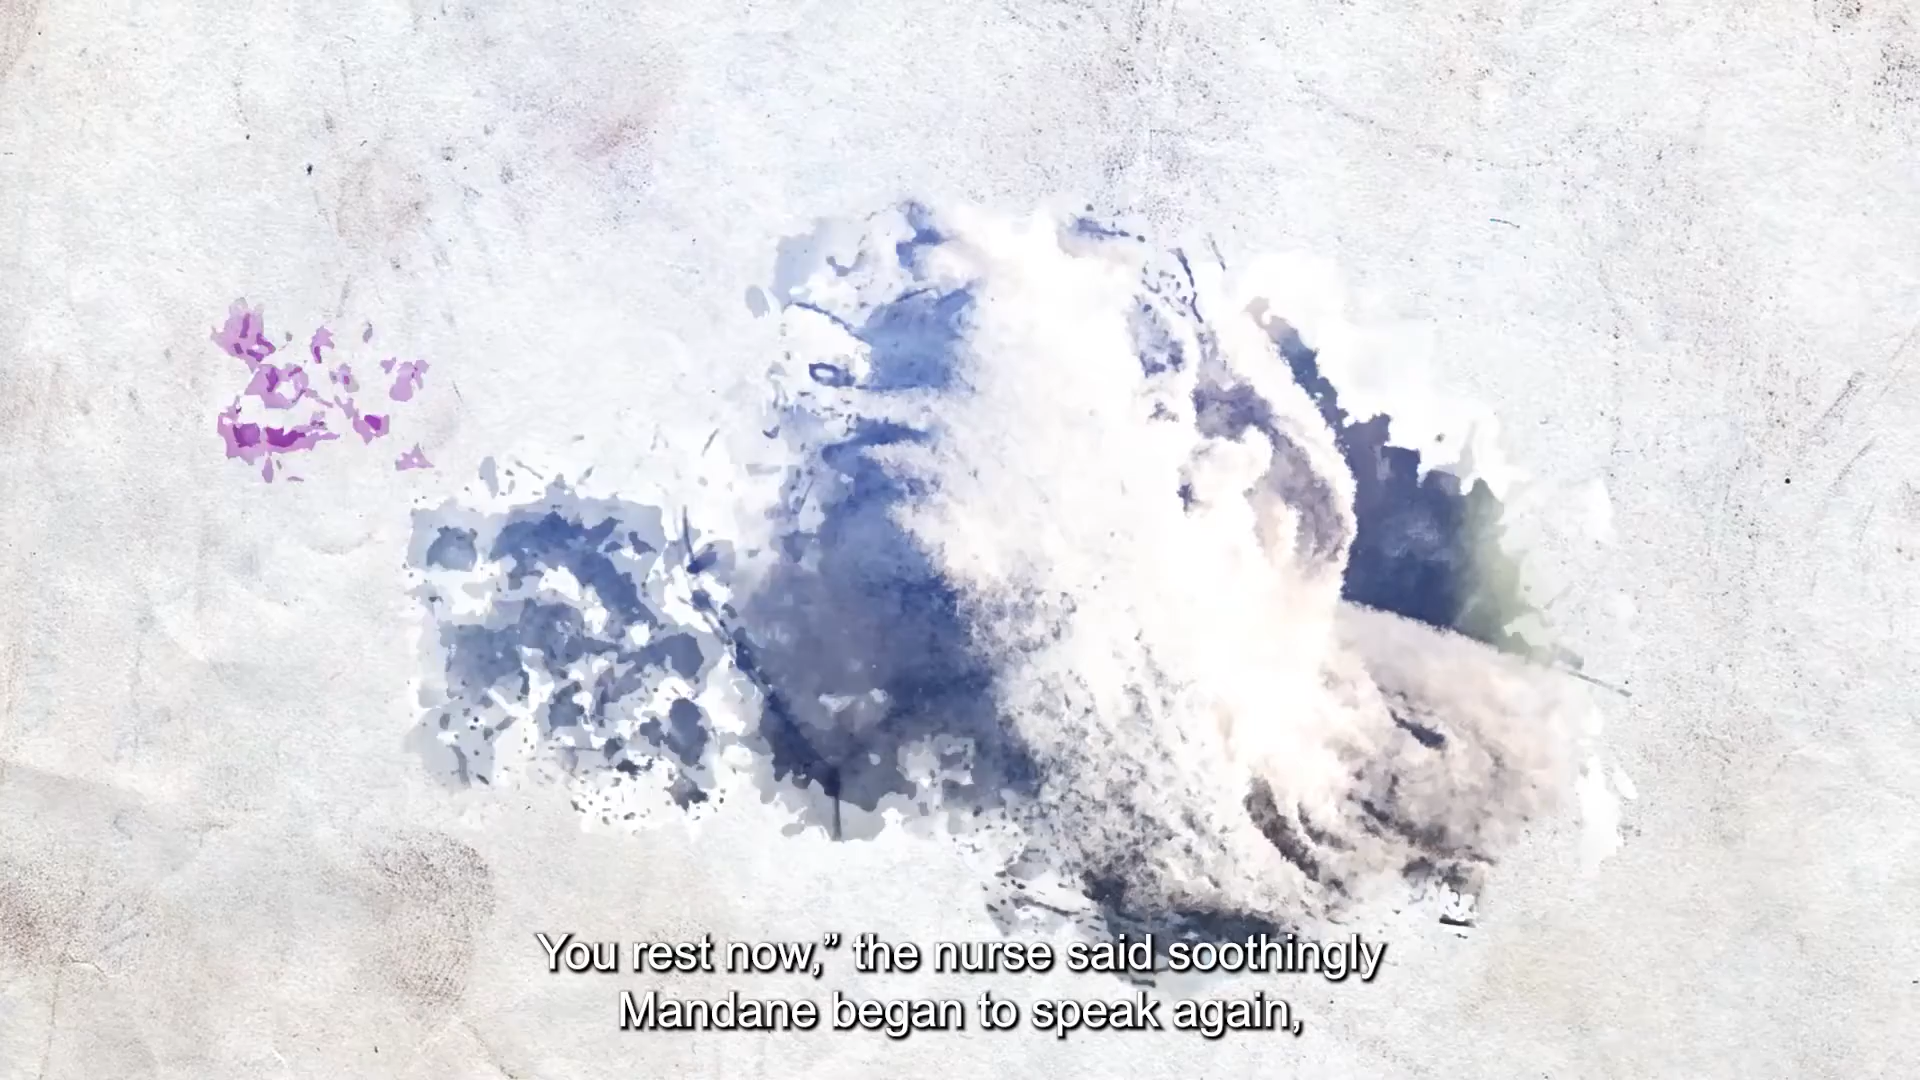 You rest now,” the nurse said soothingly
Mandane began to speak again,